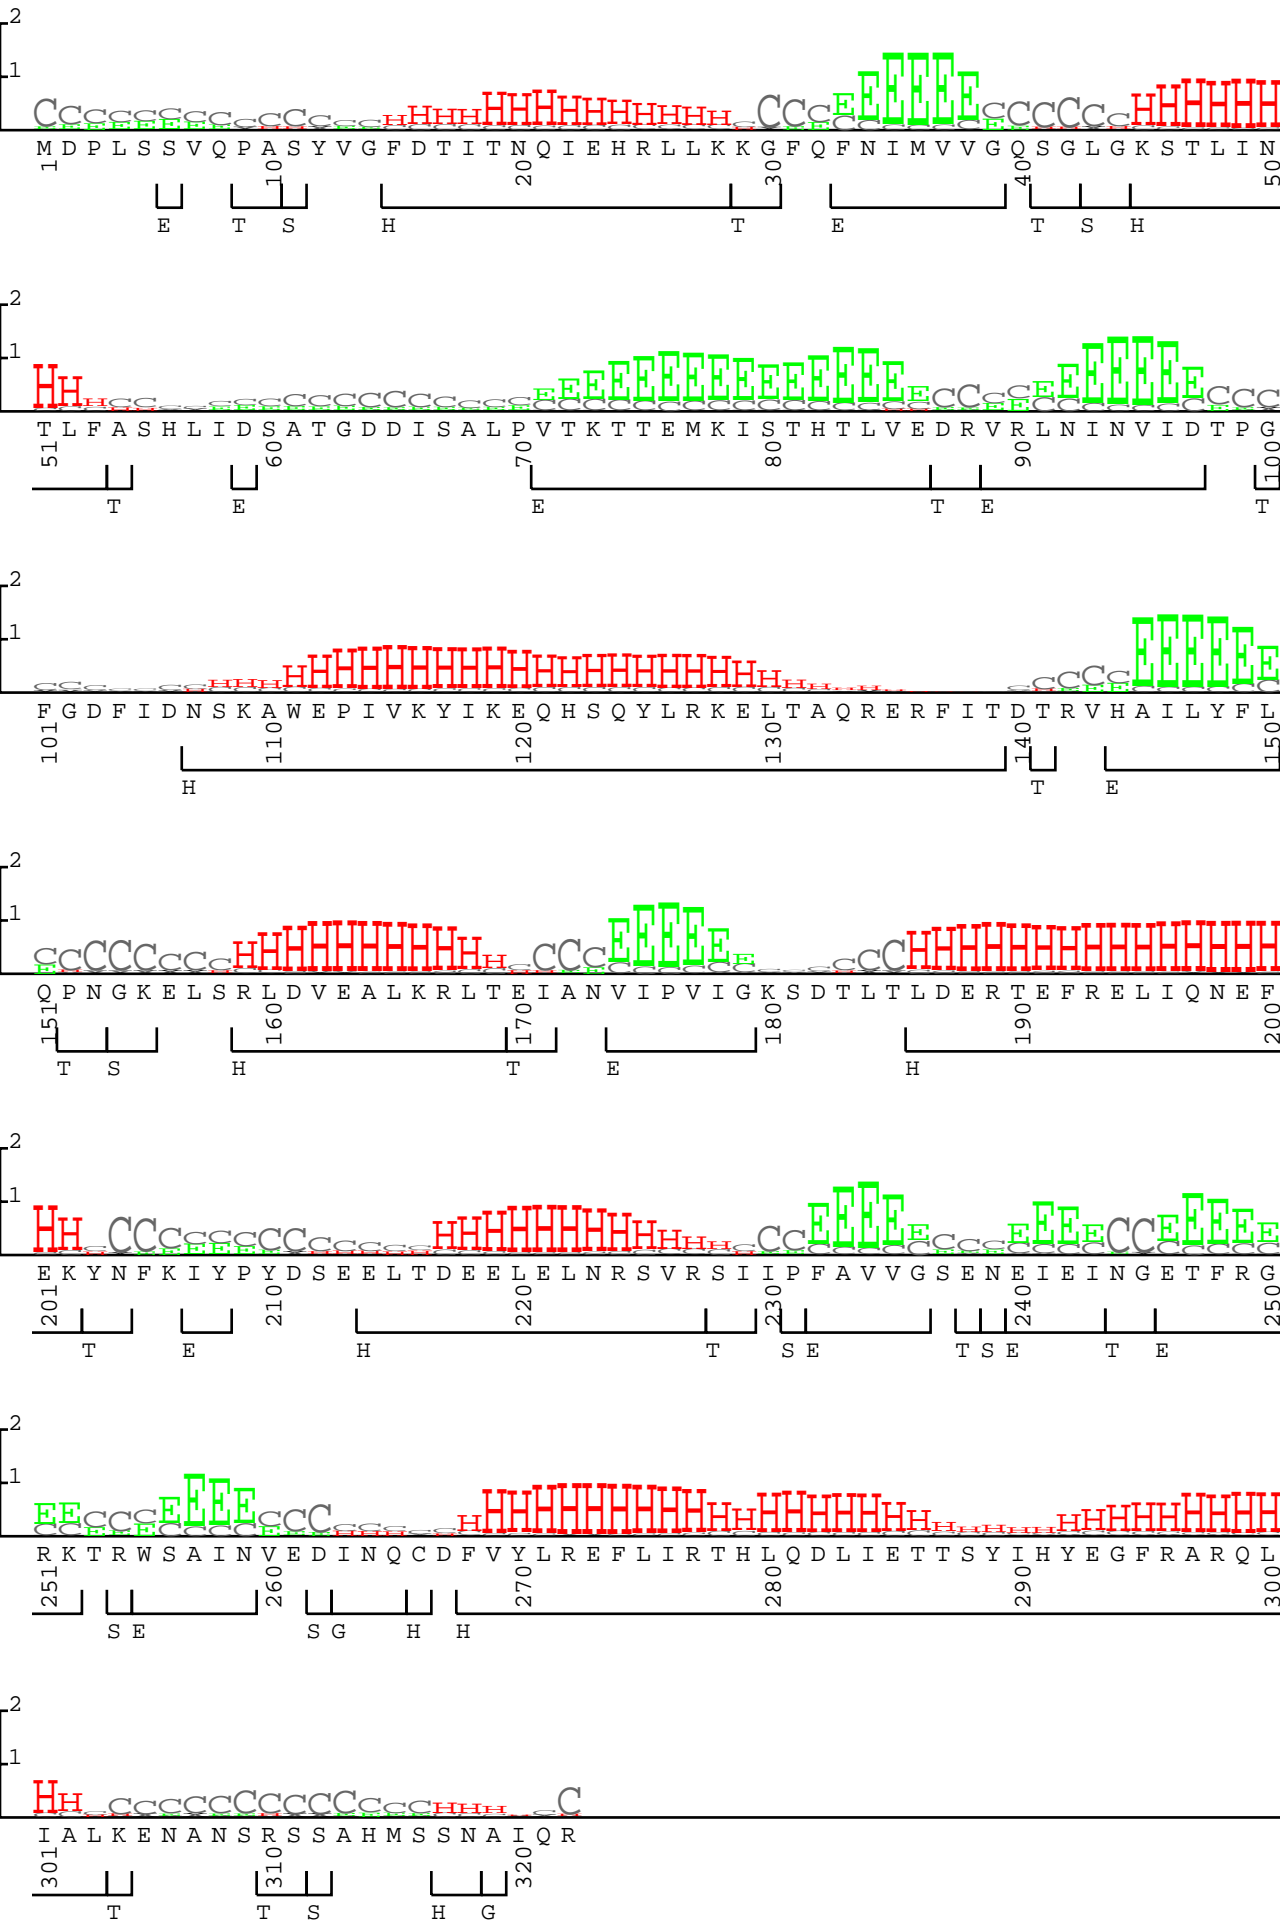 2
1
M D P L S S V Q P A S Y V G F D T I T N Q I E H R L L K K G F Q F N I M V V G Q S G L G K S T L I N
1 10 20 30 40 50
E T S H T E T S H
2
1
T L F A S H L I D S A T G D D I S A L P V T K T T E M K I S T H T L V E D R V R L N I N V I D T P G
51 60 70 80 90 100
T E E T E T
2
1
F G D F I D N S K A W E P I V K Y I K E Q H S Q Y L R K E L T A Q R E R F I T D T R V H A I L Y F L
101 110 120 130 140 150
H T E
2
1
Q P N G K E L S R L D V E A L K R L T E I A N V I P V I G K S D T L T L D E R T E F R E L I Q N E F
151 160 170 180 190 200
T S H T E H
2
1
E K Y N F K I Y P Y D S E E L T D E E L E L N R S V R S I I P F A V V G S E N E I E I N G E T F R G
201 210 220 230 240 250
T E H T S E T S E T E
2
1
R K T R W S A I N V E D I N Q C D F V Y L R E F L I R T H L Q D L I E T T S Y I H Y E G F R A R Q L
251 260 270 280 290 300
S E S G H H
2
1
I A L K E N A N S R S S A H M S S N A I Q R
301 310 320
T T S H G